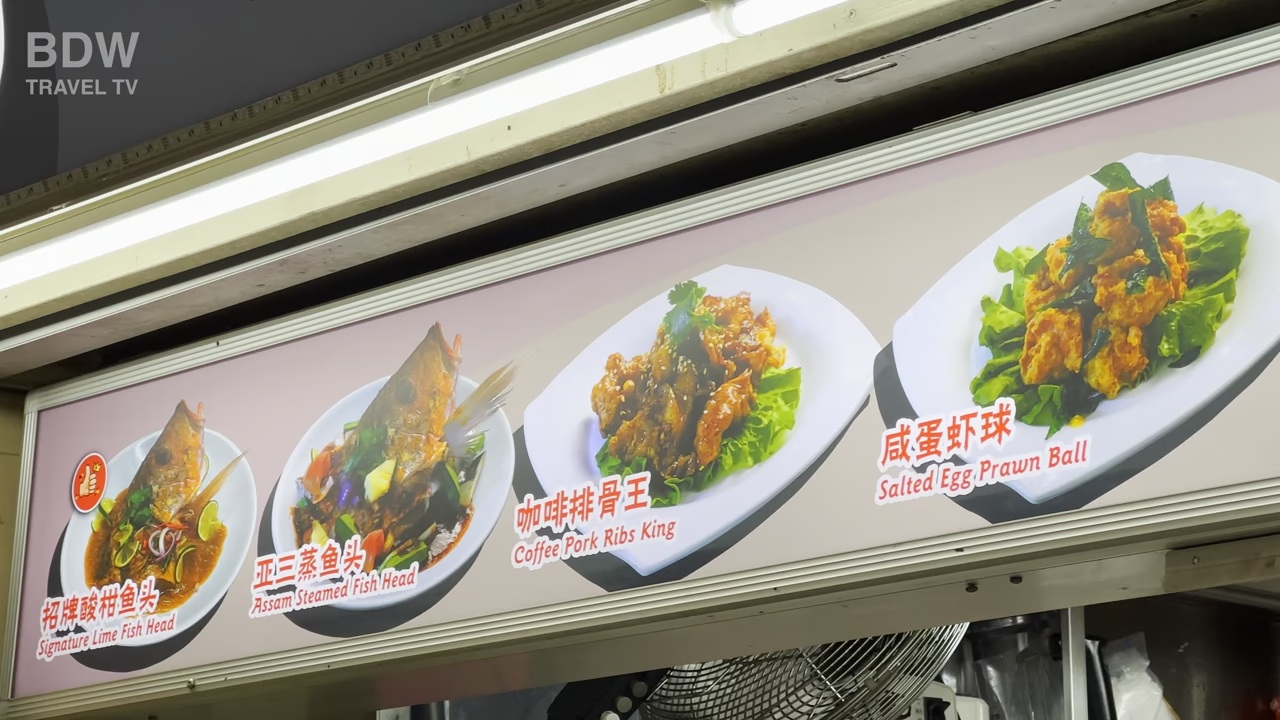 BDW
TRAVEL TV
招牌酸柑鱼头
Signature Lime Fish Head
亚三蒸鱼头
Assam Steamed Fish Head
咖啡排骨王
Coffee Pork Ribs King
咸蛋虾球
Salted Egg Prawn Ball